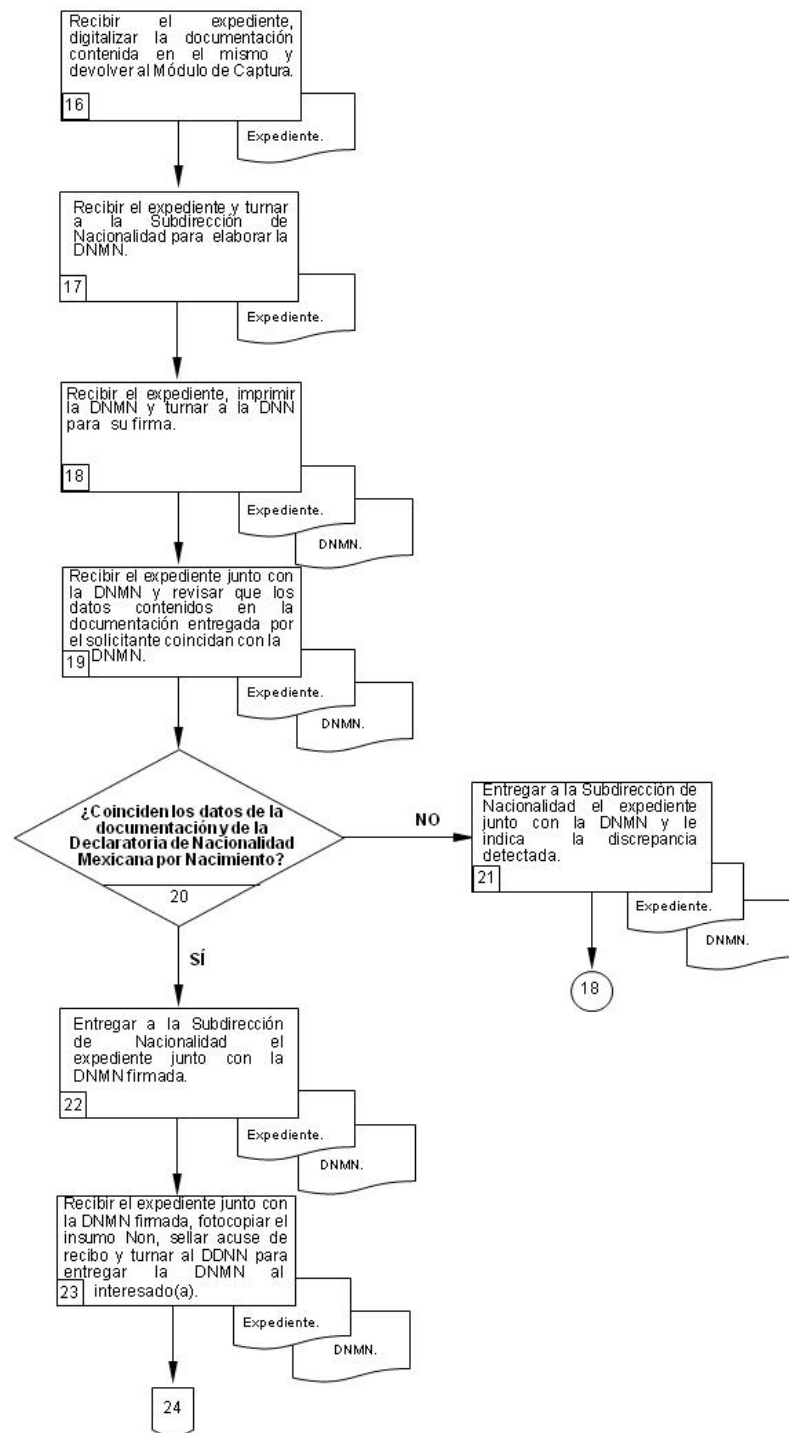 Recibir el expediente,
digitalizar la documentación
contenida en el mismo y
devolver al Módulo de Captura.
16
Expediente.
Recibir el expediente y turnar
a la Subdirección de
Nacionalidad para elaborar la
DNMN.
17
Expediente.
Recibir el expediente, imprimir
la DNMN y turnar a la DNN
para su firma.
18
Expediente.
DNMN.
Recibir el expediente junto con
la DNMN y revisar que los
datos contenidos en la
documentación entregada por
el solicitante coincidan con la
DNMN.
19
Expediente.
DNMN.
¿Coinciden los datos de la
documentación y de la
Declaratoria de Nacionalidad
Mexicana por Nacimiento?
20
NO
Entregar a la Subdirección de
Nacionalidad el expediente
junto con la DNMN y le
indica la discrepancia
detectada.
21
Expediente.
DNMN.
18
SÍ
Entregar a la Subdirección
de Nacionalidad el
expediente junto con la
DNMN firmada.
22
Expediente.
DNMN.
Recibir el expediente junto con
la DNMN firmada, fotocopiar el
insumo Non, sellar acuse de
recibo y turnar al DDNN para
entregar la DNMN al
interesado(a).
23
Expediente.
DNMN.
24